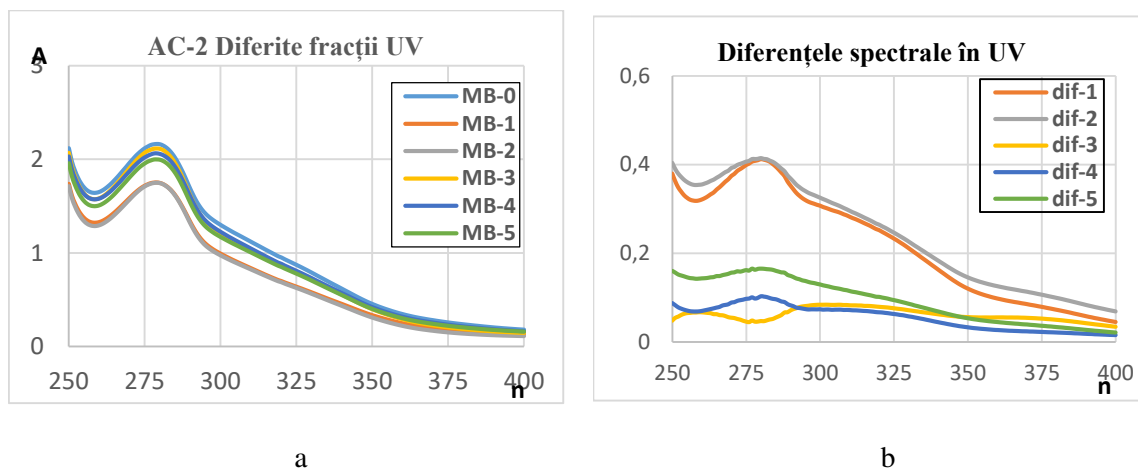 AC-2 Diferite fracții UV
A
3
2
1
0
250 275 300 325 350 375 400
n
MB-0
MB-1
MB-2
MB-3
MB-4
MB-5
a
Diferențele spectrale în UV
0,6
0,4
0,2
0
250 275 300 325 350 375 400
n
dif-1
dif-2
dif-3
dif-4
dif-5
b